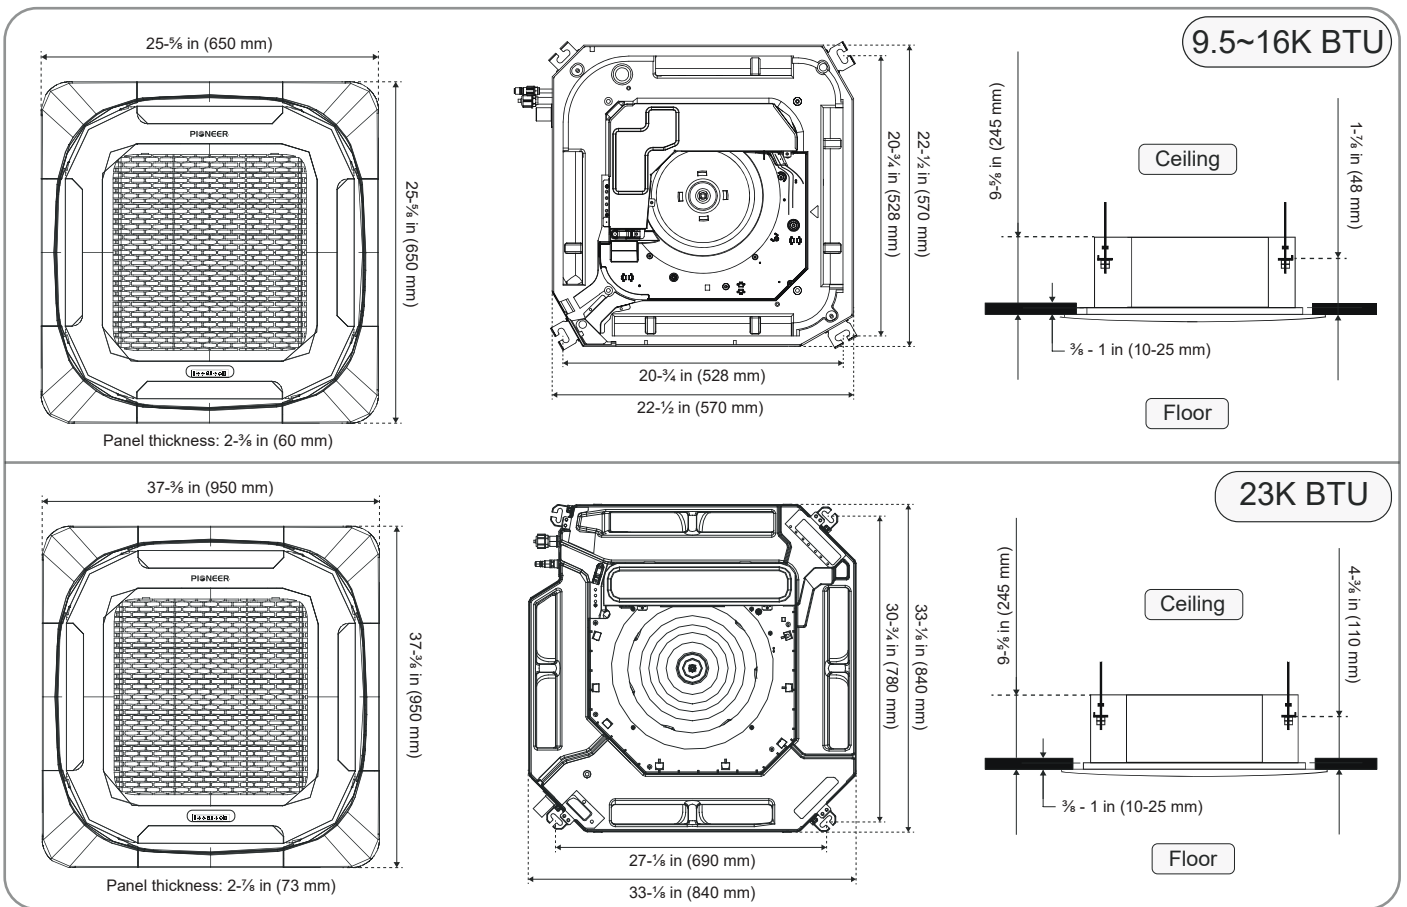 9.5~16K BTU
25-⅝ in (650 mm)
PIONEER
25-⅝ in (650 mm)
Panel thickness: 2-⅜ in (60 mm)
20-¾ in (528 mm)
22-½ in (570 mm)
20-¾ in (528 mm)
22-½ in (570 mm)
9-⅝ in (245 mm)
Ceiling
1-⅞ in (48 mm)
⅜ - 1 in (10-25 mm)
Floor
23K BTU
37-⅜ in (950 mm)
PIONEER
37-⅜ in (950 mm)
Panel thickness: 2-⅞ in (73 mm)
30-¾ in (780 mm)
33-⅛ in (840 mm)
27-⅛ in (690 mm)
33-⅛ in (840 mm)
9-⅝ in (245 mm)
Ceiling
4-⅜ in (110 mm)
⅜ - 1 in (10-25 mm)
Floor